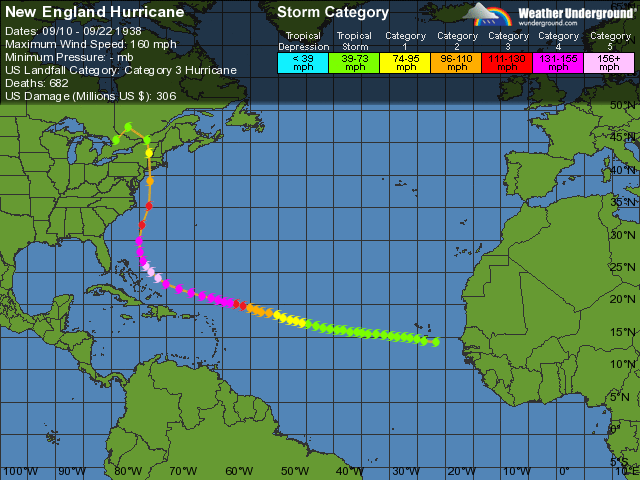 New England Hurricane
Dates: 09/10 - 09/22 1938
Maximum Wind Speed: 160 mph
Minimum Pressure: - mb
US Landfall Category: Category 3 Hurricane
Deaths: 682
US Damage (Millions US $): 306
Storm Category
Weather Underground®
wunderground.com
Tropical Depression
< 39 mph
Tropical Storm
39-73 mph
Category 1
74-95 mph
Category 2
96-110 mph
Category 3
111-130 mph
Category 4
131-155 mph
Category 5
156+ mph
50°N
45°N
40°N
35°N
30°N
25°N
20°N
15°N
10°N
5°N
0°
5°S
100°W 90°W 80°W 70°W 60°W 50°W 40°W 30°W 20°W 10°W 0° 10°E